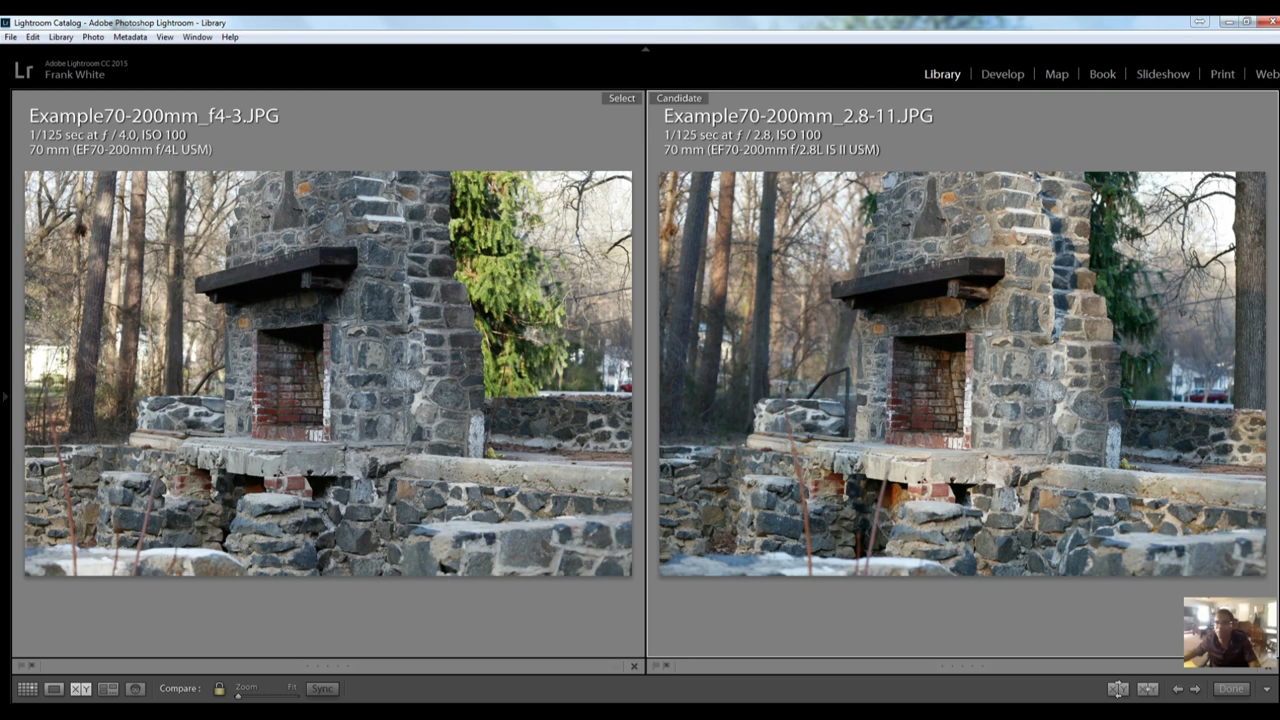 Lr Lightroom Catalog - Adobe Photoshop Lightroom - Library
File Edit Library Photo Metadata View Window Help
Lr Adobe Lightroom CC 2015
Frank White
Library | Develop | Map | Book | Slideshow | Print | Web
Select
Example70-200mm_f4-3.JPG
1/125 sec at ƒ / 4.0, ISO 100
70 mm (EF70-200mm f/4L USM)
Candidate
Example70-200mm_2.8-11.JPG
1/125 sec at ƒ / 2.8, ISO 100
70 mm (EF70-200mm f/2.8L IS II USM)
XY Compare : Zoom Fit Sync Done